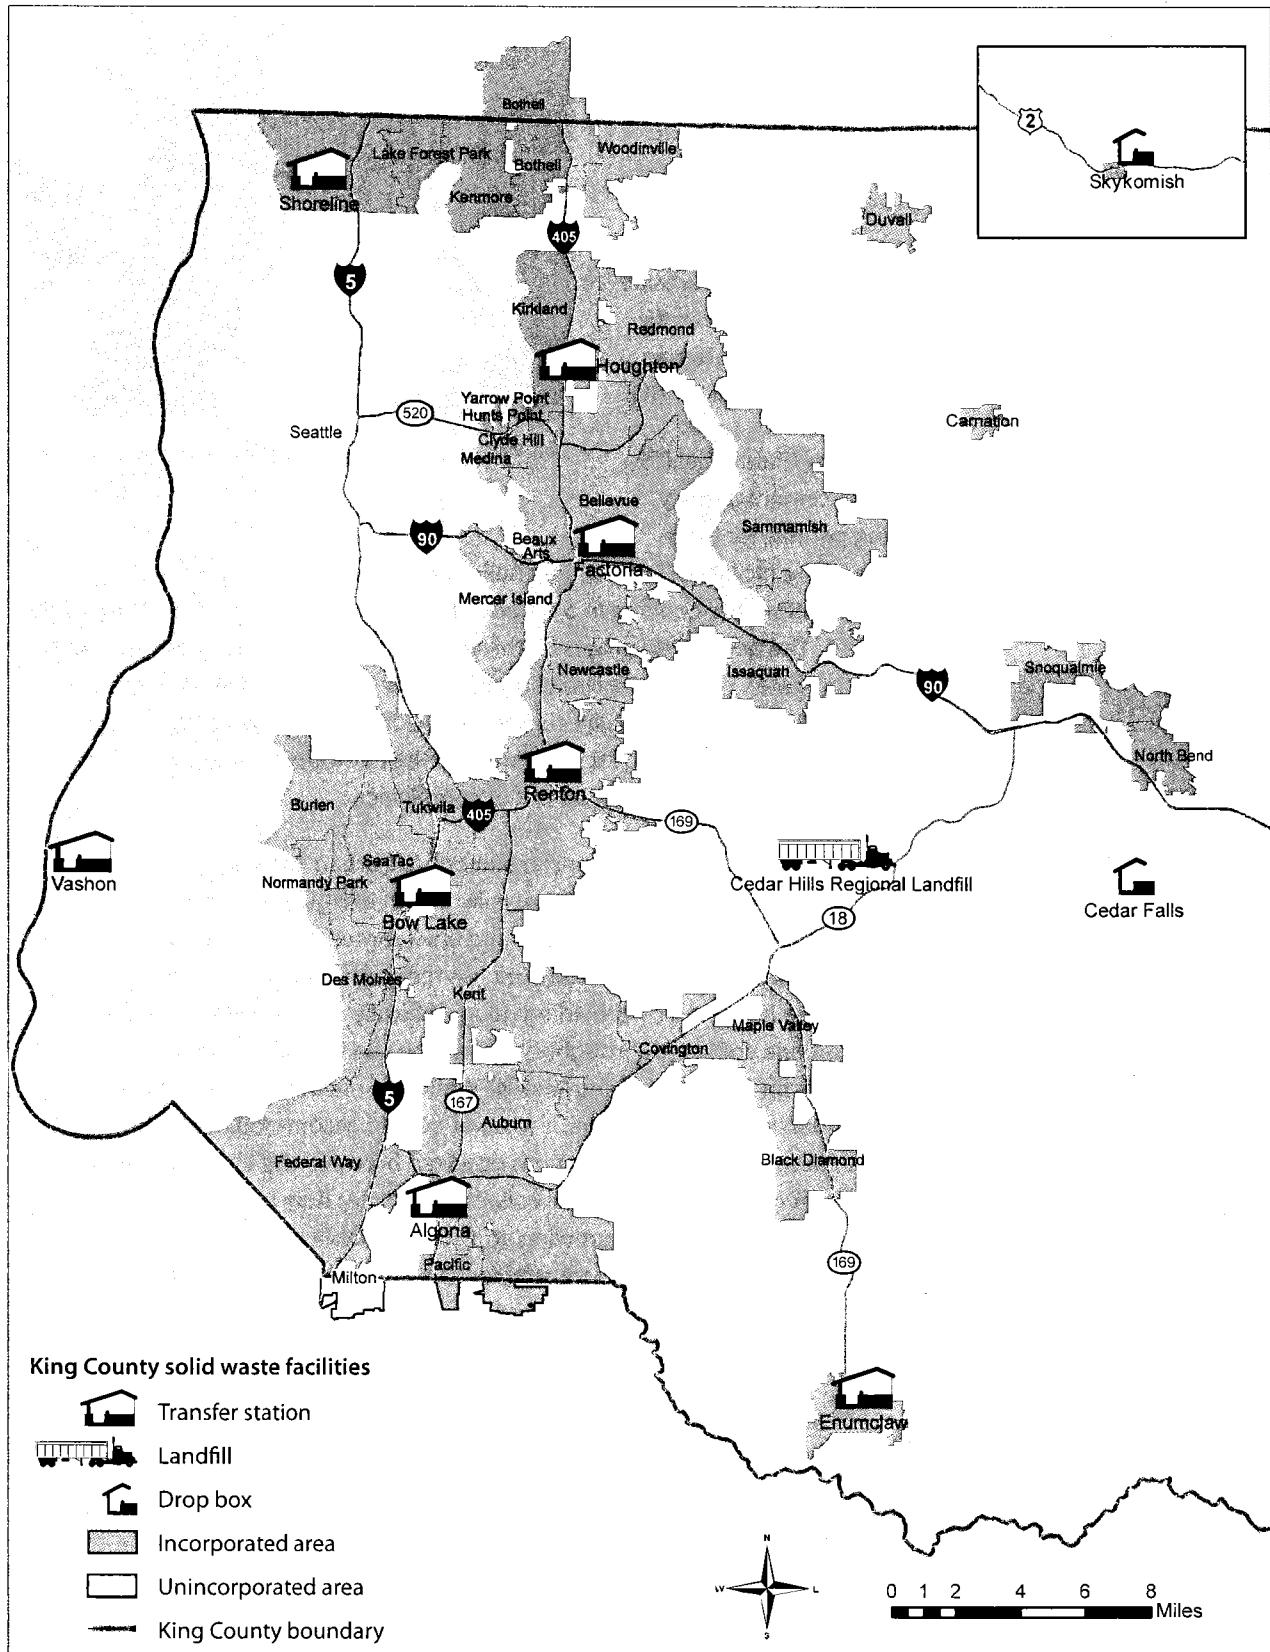 Bothell
2
Lake Forest Park
Bothell
Woodinville
Skykomish
Shoreline
Kenmore
Duvall
405
5
Kirkland
Redmond
Houghton
Yarrow Point
Hunts Point
520
Seattle
Clyde Hill
Medina
Carnation
Bellevue
Sammamish
90
Beaux
Arts
Factoria
Mercer Island
Newcastle
Issaquah
90
Snoqualmie
North Bend
Renton
Burien
Tukwila
405
169
SeaTac
Vashon
Normandy Park
Cedar Hills Regional Landfill
Cedar Falls
Bow Lake
18
Des Moines
Kent
Maple Valley
Covington
5
167
Auburn
Federal Way
Black Diamond
Algona
Pacific
169
Milton
Enumclaw
King County solid waste facilities
Transfer station
Landfill
Drop box
Incorporated area
Unincorporated area
King County boundary
N
W L
S
0 1 2 4 6 8
Miles